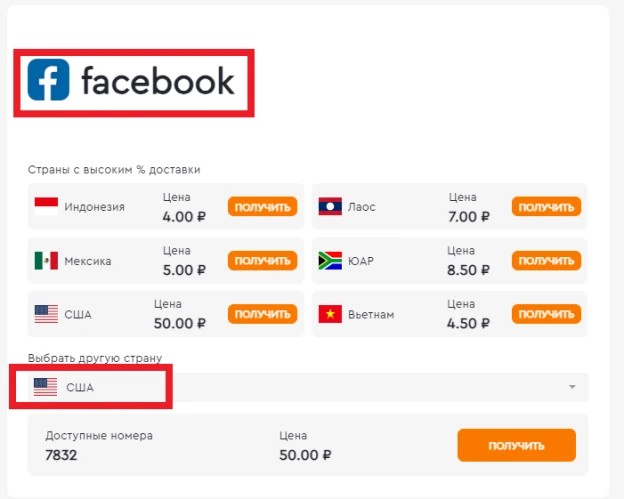 facebook
Страны с высоким % доставки
Индонезия Цена 4.00 ₽ ПОЛУЧИТЬ
Лаос Цена 7.00 ₽ ПОЛУЧИТЬ
Мексика Цена 5.00 ₽ ПОЛУЧИТЬ
ЮАР Цена 8.50 ₽ ПОЛУЧИТЬ
США Цена 50.00 ₽ ПОЛУЧИТЬ
Вьетнам Цена 4.50 ₽ ПОЛУЧИТЬ
Выбрать другую страну
США
Доступные номера Цена
7832 50.00 ₽ ПОЛУЧИТЬ